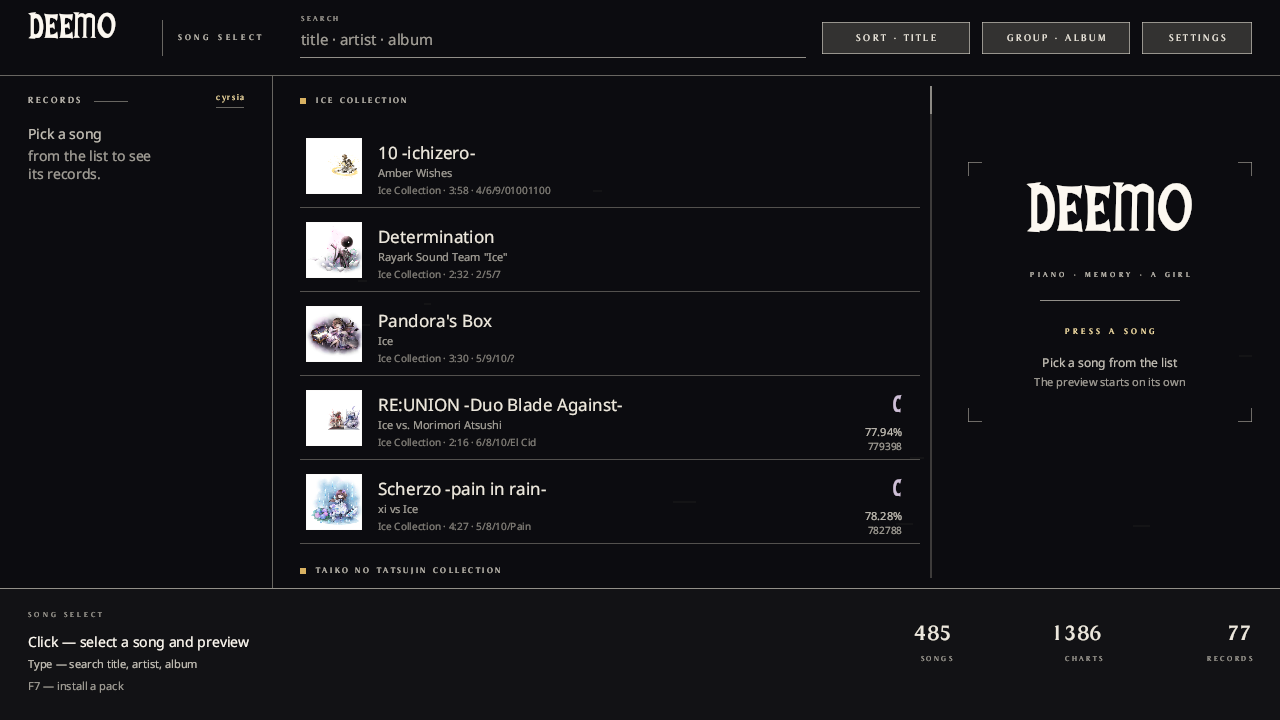 DEEMO
SONG SELECT
SEARCH
title · artist · album
SORT · TITLE
GROUP · ALBUM
SETTINGS
RECORDS
cyrsia
Pick a song
from the list to see
its records.
ICE COLLECTION
10 -ichizero-
Amber Wishes
Ice Collection · 3:58 · 4/6/9/01001100
Determination
Rayark Sound Team "Ice"
Ice Collection · 2:32 · 2/5/7
Pandora's Box
Ice
Ice Collection · 3:30 · 5/9/10/?
RE:UNION -Duo Blade Against-
Ice vs. Morimori Atsushi
Ice Collection · 2:16 · 6/8/10/El Cid
C
77.94%
779398
Scherzo -pain in rain-
xi vs Ice
Ice Collection · 4:27 · 5/8/10/Pain
C
78.28%
782788
TAIKO NO TATSUJIN COLLECTION
DEEMO
PIANO · MEMORY · A GIRL
PRESS A SONG
Pick a song from the list
The preview starts on its own
SONG SELECT
Click — select a song and preview
Type — search title, artist, album
F7 — install a pack
485
SONGS
1386
CHARTS
77
RECORDS